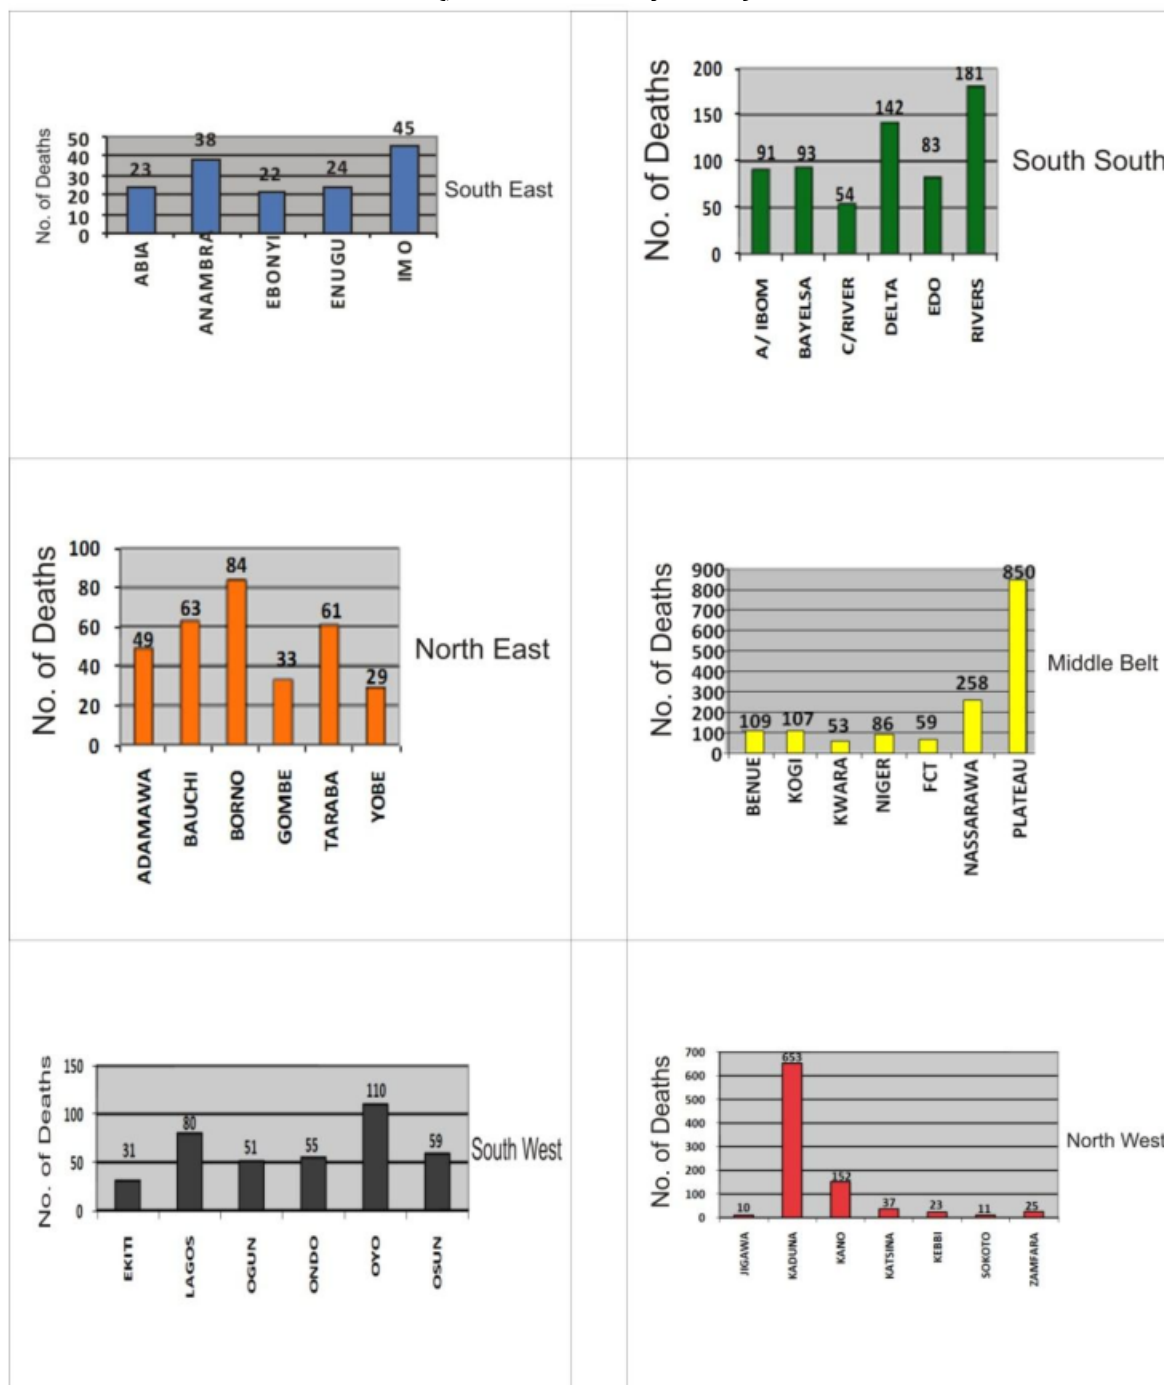 No. of Deaths
50
40
30
20
10
0
23
38
22
24
45
ABIA
ANAMBRA
EBONYI
ENUGU
IMO
South East
No. of Deaths
200
150
100
50
0
91
93
54
142
83
181
A/ IBOM
BAYELSA
C/RIVER
DELTA
EDO
RIVERS
South South
No. of Deaths
100
80
60
40
20
0
49
63
84
33
61
29
ADAMAWA
BAUCHI
BORNO
GOMBE
TARABA
YOBE
North East
No. of Deaths
900
800
700
600
500
400
300
200
100
0
109
107
53
86
59
258
850
BENUE
KOGI
KWARA
NIGER
FCT
NASSARAWA
PLATEAU
Middle Belt
No. of Deaths
150
100
50
0
31
80
51
55
110
59
EKITI
LAGOS
OGUN
ONDO
OYO
OSUN
South West
No. of Deaths
700
600
500
400
300
200
100
0
10
653
152
37
23
11
25
JIGAWA
KADUNA
KANO
KATSINA
KEBBI
SOKOTO
ZAMFARA
North West